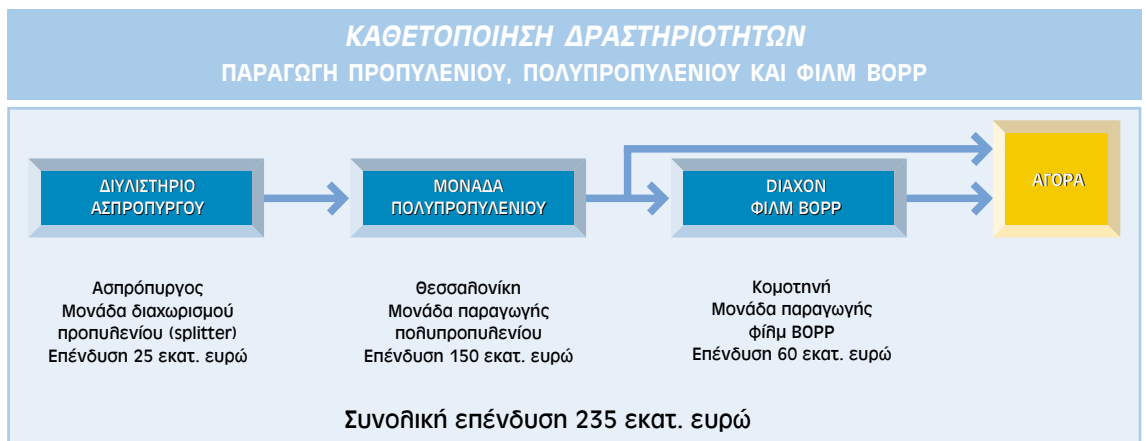 ΚΑΘΕΤΟΠΟΙΗΣΗ ΔΡΑΣΤΗΡΙΟΤΗΤΩΝ
ΠΑΡΑΓΩΓΗ ΠΡΟΠΥΛΕΝΙΟΥ, ΠΟΛΥΠΡΟΠΥΛΕΝΙΟΥ ΚΑΙ ΦΙΛΜ BOPP
ΔΙΥΛΙΣΤΗΡΙΟ
ΑΣΠΡΟΠΥΡΓΟΥ
ΜΟΝΑΔΑ
ΠΟΛΥΠΡΟΠΥΛΕΝΙΟΥ
DIAXON
ΦΙΛΜ BOPP
ΑΓΟΡΑ
Ασπρόπυργος
Μονάδα διαχωρισμού
προπυλενίου (splitter)
Επένδυση 25 εκατ. ευρώ
Θεσσαλονίκη
Μονάδα παραγωγής
πολυπροπυλενίου
Επένδυση 150 εκατ. ευρώ
Κομοτηνή
Μονάδα παραγωγής
φίλμ BOPP
Επένδυση 60 εκατ. ευρώ
Συνολική επένδυση 235 εκατ. ευρώ